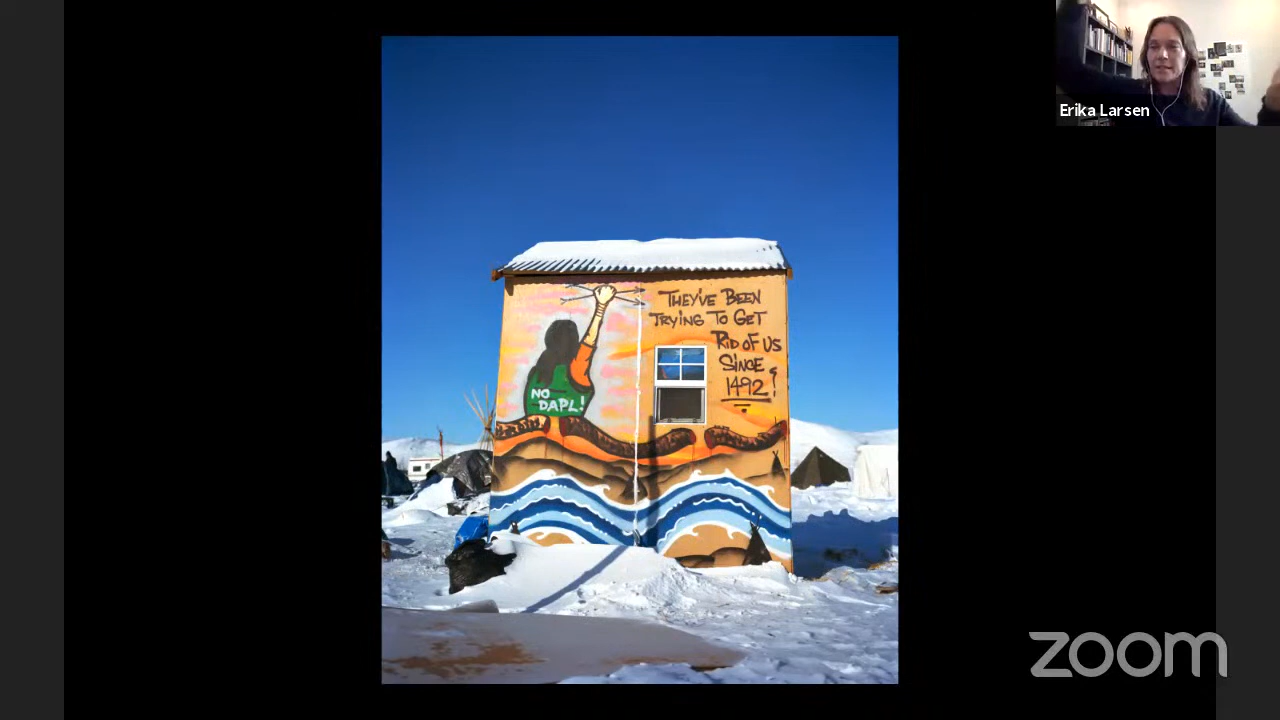 Erika Larsen
THEY'VE BEEN
TRYING TO GET
RID OF US
SINCE
1492!
NO
DAPL!
zoom